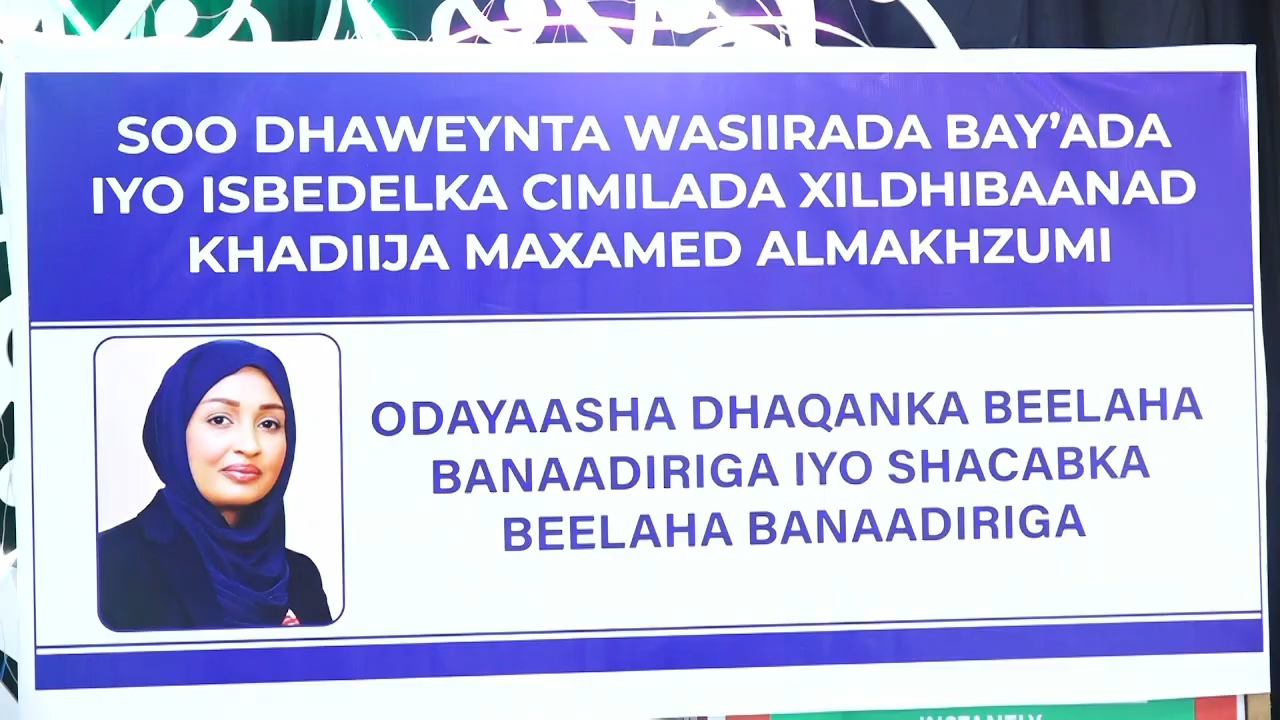 SOO DHAWEYNTA WASIIRADA BAY'ADA
IYO ISBEDELKA CIMILADA XILDHIBAANAD
KHADIIJA MAXAMED ALMAKHZUMI
ODAYAASHA DHAQANKA BEELAHA
BANAADIRIGA IYO SHACABKA
BEELAHA BANAADIRIGA
INSTANTLY